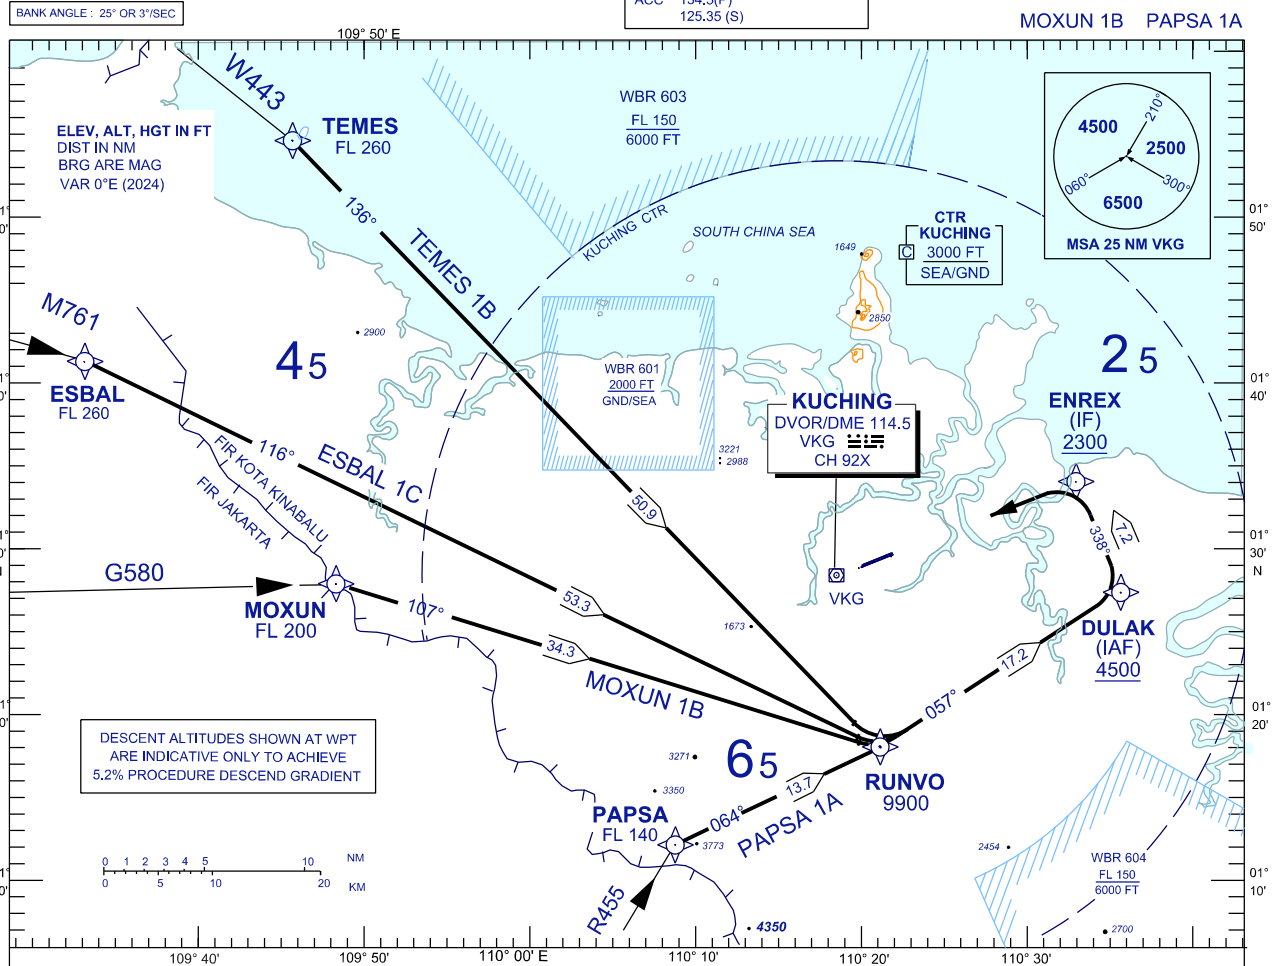 BANK ANGLE : 25° OR 3°/SEC
125.35 (S)
MOXUN 1B PAPSA 1A
109° 50' E
W443
TEMES
FL 260
ELEV, ALT, HGT IN FT
DIST IN NM
BRG ARE MAG
VAR 0°E (2024)
WBR 603
FL 150
6000 FT
4500
210°
2500
060°
300°
6500
MSA 25 NM VKG
136°
TEMES 1B
KUCHING CTR
SOUTH CHINA SEA
CTR
KUCHING
C
3000 FT
SEA/GND
1649
2850
01°
50'
M761
ESBAL
FL 260
2900
45
WBR 601
2000 FT
GND/SEA
25
01°
40'
ENREX
(IF)
2300
KUCHING
DVOR/DME 114.5
VKG
CH 92X
3221
2988
116°
ESBAL 1C
FIR KOTA KINABALU
FIR JAKARTA
50.9
7.2
338°
01°
30'
N
G580
MOXUN
FL 200
107°
53.3
34.3
VKG
1673
DULAK
(IAF)
4500
17.2
057°
MOXUN 1B
01°
20'
DESCENT ALTITUDES SHOWN AT WPT
ARE INDICATIVE ONLY TO ACHIEVE
5.2% PROCEDURE DESCEND GRADIENT
3271
65
3350
13.7
RUNVO
9900
PAPSA
FL 140
064°
PAPSA 1A
3773
2454
WBR 604
FL 150
6000 FT
01°
10'
0 1 2 3 4 5 10 NM
0 5 10 20 KM
R455
4350
2700
109° 40' 109° 50' 110° 00' E 110° 10' 110° 20' 110° 30'